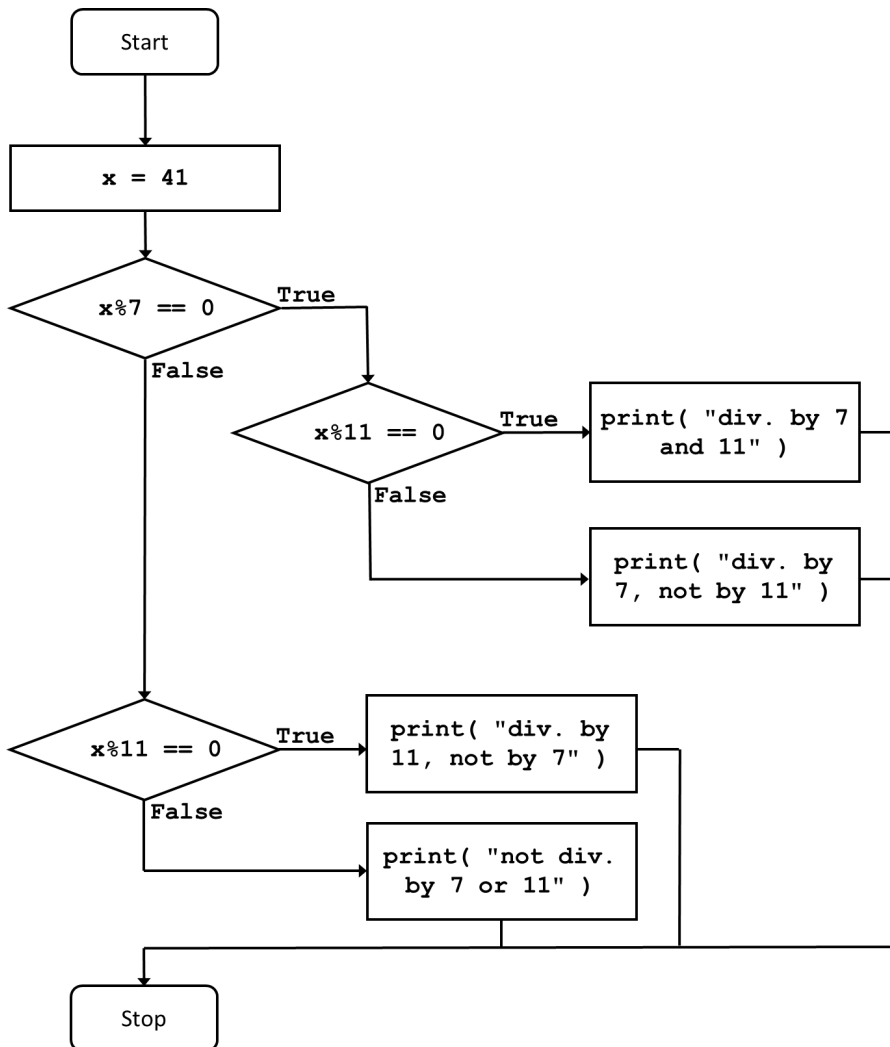 Start
x = 41
x%7 == 0
True
False
x%11 == 0
True
print( "div. by 7
and 11" )
False
print( "div. by
7, not by 11" )
x%11 == 0
True
print( "div. by
11, not by 7" )
False
print( "not div.
by 7 or 11" )
Stop